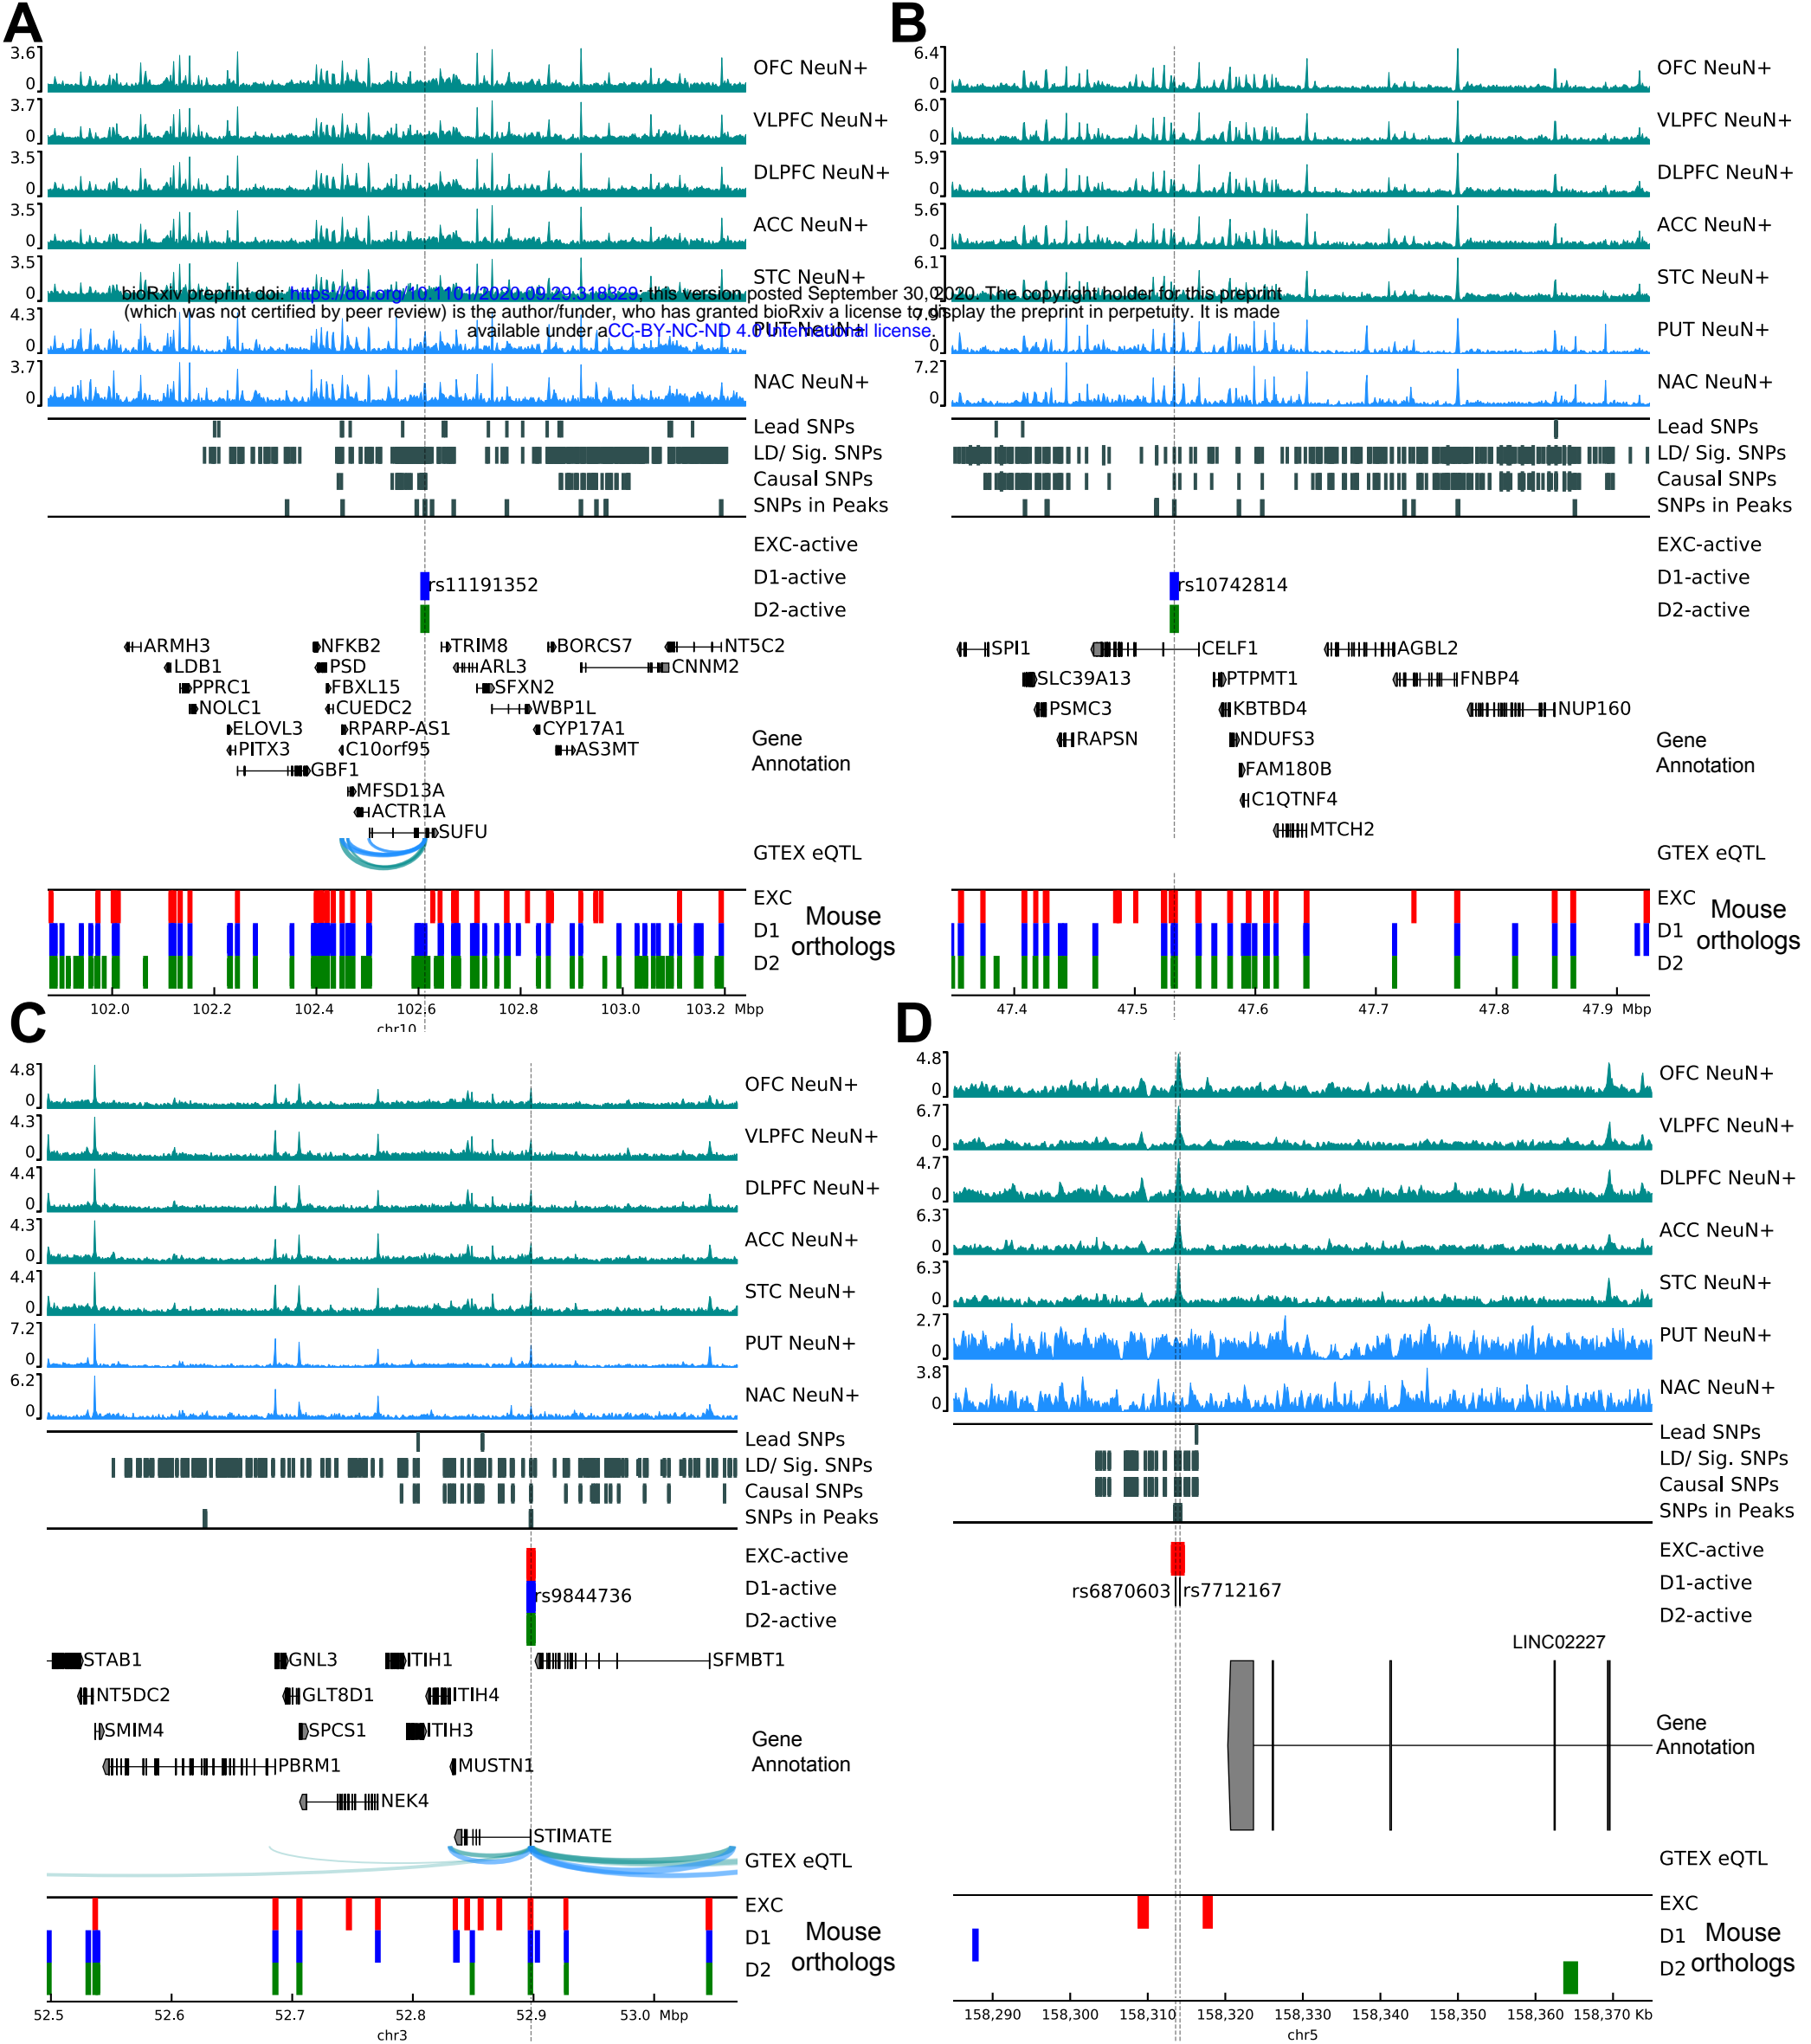 A
3.6
0
OFC NeuN+
3.7
0
VLPFC NeuN+
3.5
0
DLPFC NeuN+
3.5
0
ACC NeuN+
3.5
0
STC NeuN+
4.3
0
PUT NeuN+
3.7
0
NAC NeuN+
Lead SNPs
LD/ Sig. SNPs
Causal SNPs
SNPs in Peaks
EXC-active
D1-active
rs11191352
D2-active
ARMH3 NFKB2 TRIM8 BORCS7 NT5C2
LDB1 PSD ARL3 CNNM2
PPRC1 FBXL15 SFXN2
NOLC1 CUEDC2 WBP1L
ELOVL3 RPARP-AS1 CYP17A1
PITX3 C10orf95 AS3MT
GBF1
MFSD13A
ACTR1A
SUFU
Gene
Annotation
GTEX eQTL
EXC
D1
D2
Mouse
orthologs
102.0 102.2 102.4 102.6 102.8 103.0 103.2 Mbp
chr10
bioRxiv preprint doi: https://doi.org/10.1101/2020.09.29.318329; this version posted September 30, 2020. The copyright holder for this preprint
(which was not certified by peer review) is the author/funder, who has granted bioRxiv a license to display the preprint in perpetuity. It is made
available under aCC-BY-NC-ND 4.0 International license.
B
6.4
0
OFC NeuN+
6.0
0
VLPFC NeuN+
5.9
0
DLPFC NeuN+
5.6
0
ACC NeuN+
6.1
STC NeuN+
0
PUT NeuN+
7.2
0
NAC NeuN+
Lead SNPs
LD/ Sig. SNPs
Causal SNPs
SNPs in Peaks
EXC-active
D1-active
rs10742814
D2-active
SPI1 CELF1 AGBL2
SLC39A13 PTPMT1 FNBP4
PSMC3 KBTBD4 NUP160
RAPSN NDUFS3
FAM180B
C1QTNF4
MTCH2
Gene
Annotation
GTEX eQTL
EXC
D1
D2
Mouse
orthologs
47.4 47.5 47.6 47.7 47.8 47.9 Mbp
C
4.8
0
OFC NeuN+
4.3
0
VLPFC NeuN+
4.4
0
DLPFC NeuN+
4.3
0
ACC NeuN+
4.4
0
STC NeuN+
7.2
0
PUT NeuN+
6.2
0
NAC NeuN+
Lead SNPs
LD/ Sig. SNPs
Causal SNPs
SNPs in Peaks
EXC-active
D1-active
rs9844736
D2-active
STAB1 GNL3 ITIH1 SFMBT1
NT5DC2 GLT8D1 ITIH4
SMIM4 SPCS1 ITIH3
PBRM1 MUSTN1
NEK4
STIMATE
Gene
Annotation
GTEX eQTL
EXC
D1
D2
Mouse
orthologs
52.5 52.6 52.7 52.8 52.9 53.0 Mbp
chr3
D
4.8
0
OFC NeuN+
6.7
0
VLPFC NeuN+
4.7
0
DLPFC NeuN+
6.3
0
ACC NeuN+
6.3
0
STC NeuN+
2.7
0
PUT NeuN+
3.8
0
NAC NeuN+
Lead SNPs
LD/ Sig. SNPs
Causal SNPs
SNPs in Peaks
EXC-active
D1-active
rs6870603 rs7712167
D2-active
LINC02227
Gene
Annotation
GTEX eQTL
EXC
D1
D2
Mouse
orthologs
158,290 158,300 158,310 158,320 158,330 158,340 158,350 158,360 158,370 Kb
chr5